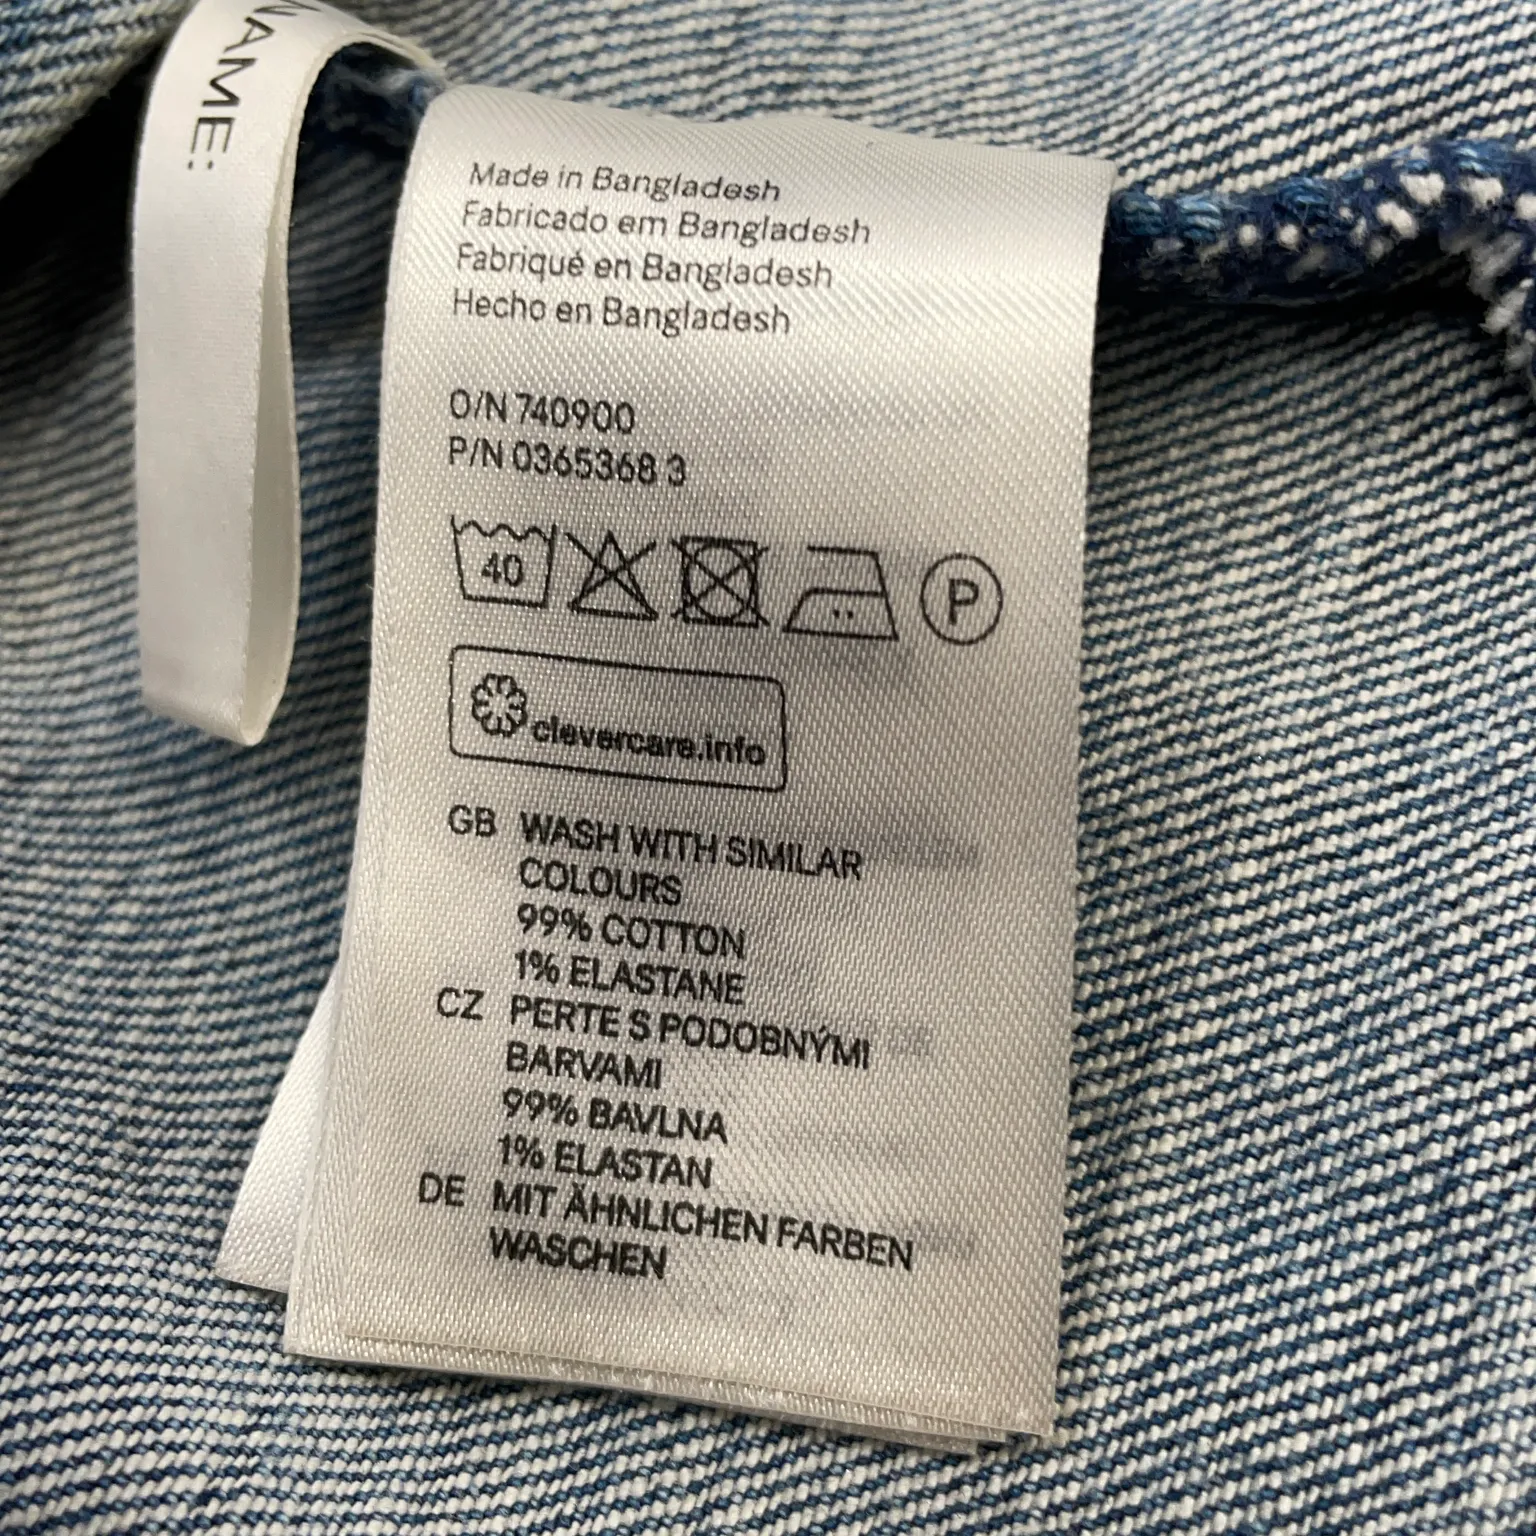 NAME:
Made in Bangladesh
Fabricado em Bangladesh
Fabriqué en Bangladesh
Hecho en Bangladesh
O/N 740900
P/N 0365368 3
40
P
clevercare.info
GB WASH WITH SIMILAR
COLOURS
99% COTTON
1% ELASTANE
CZ PERTE S PODOBNÝMI
BARVAMI
99% BAVLNA
1% ELASTAN
DE MIT ÄHNLICHEN FARBEN
WASCHEN